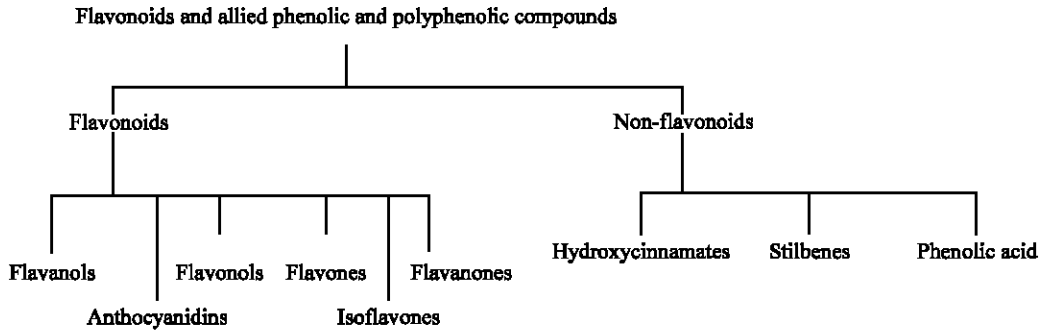 Flavonoids and allied phenolic and polyphenolic compounds
Flavonoids
Non-flavonoids
Hydroxycinnamates
Stilbenes
Phenolic acid
Flavanols
Flavonols
Flavones
Flavanones
Anthocyanidins
Isoflavones